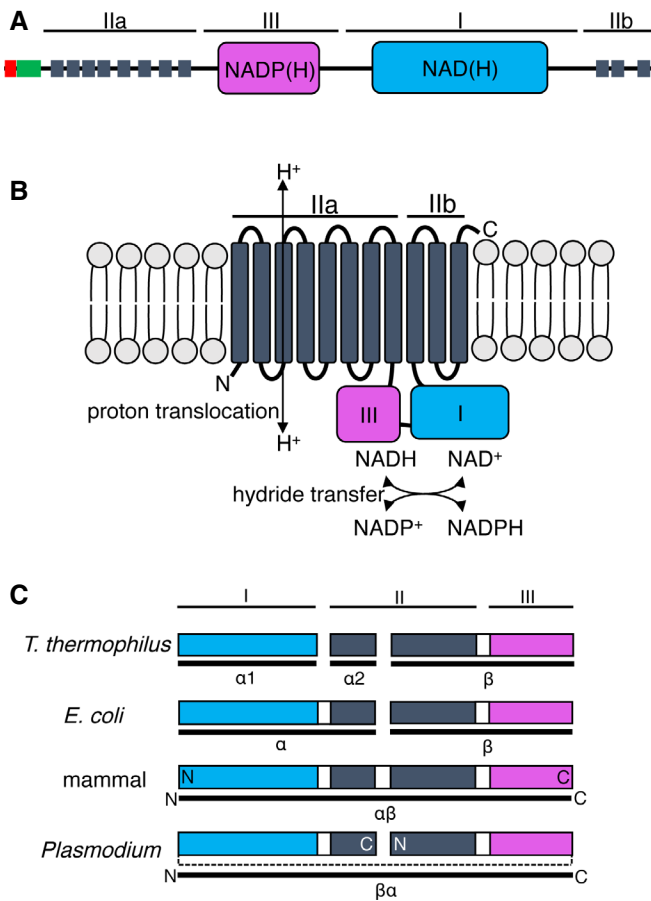 A
IIa III I IIb
NADP(H) NAD(H)
B
H⁺
IIa IIb
C
N
proton translocation
H⁺
III I
NADH NAD⁺
hydride transfer
NADP⁺ NADPH
C
I II III
T. thermophilus
α1 α2 β
E. coli
α β
mammal N C
N C
αβ
Plasmodium C N
N C
βα